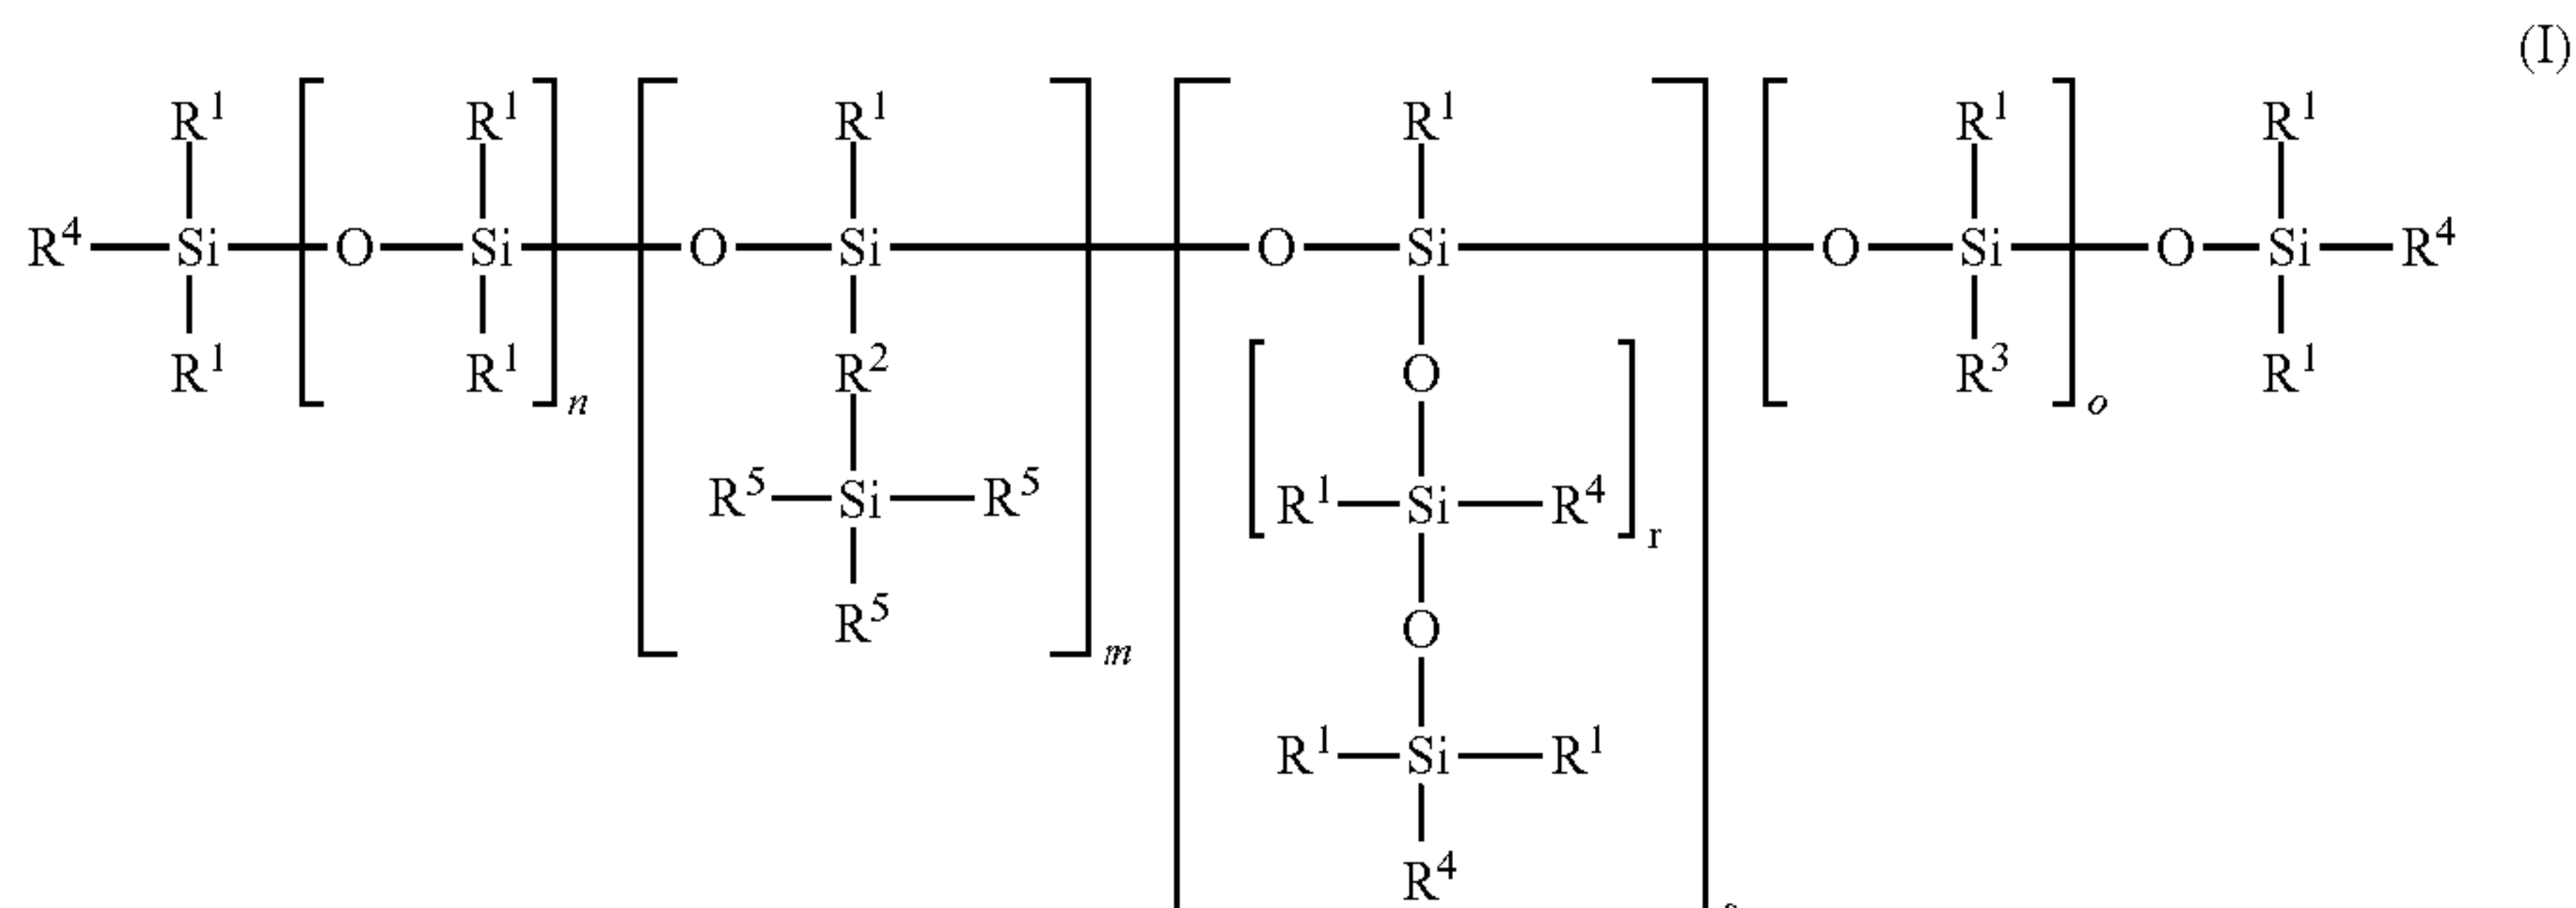 (I)
R¹ R¹ R¹ R¹ R¹ R¹
R⁴ Si O Si O Si O Si O Si O Si R⁴
R¹ R¹ R² O R³ R¹
n o
R⁵ Si R⁵ R¹ Si R⁴
r
R⁵ O
m
R¹ Si R¹
R⁴